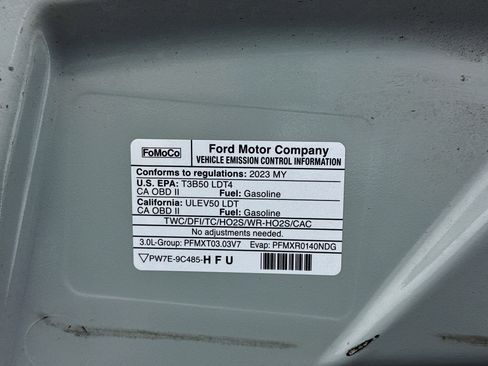 FoMoCo
Ford Motor Company
VEHICLE EMISSION CONTROL INFORMATION
Conforms to regulations: 2023 MY
U.S. EPA: T3B50 LDT4
CA OBD II Fuel: Gasoline
California: ULEV50 LDT
CA OBD II Fuel: Gasoline
TWC/DFI/TC/HO2S/WR-HO2S/CAC
No adjustments needed.
3.0L-Group: PFMXT03.03V7 Evap: PFMXR0140NDG
PW7E-9C485-HFU